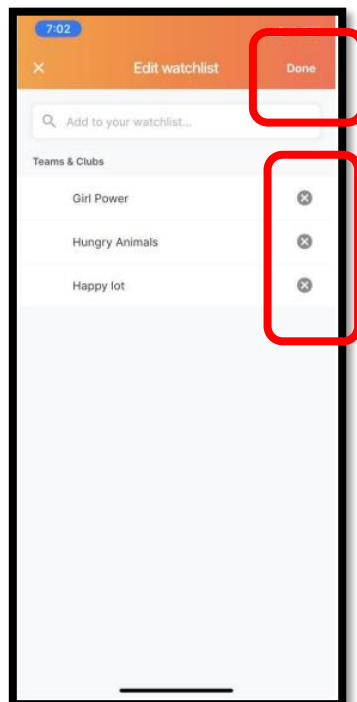 7:02
Edit watchlist
Done
Add to your watchlist...
Teams & Clubs
Girl Power
Hungry Animals
Happy lot